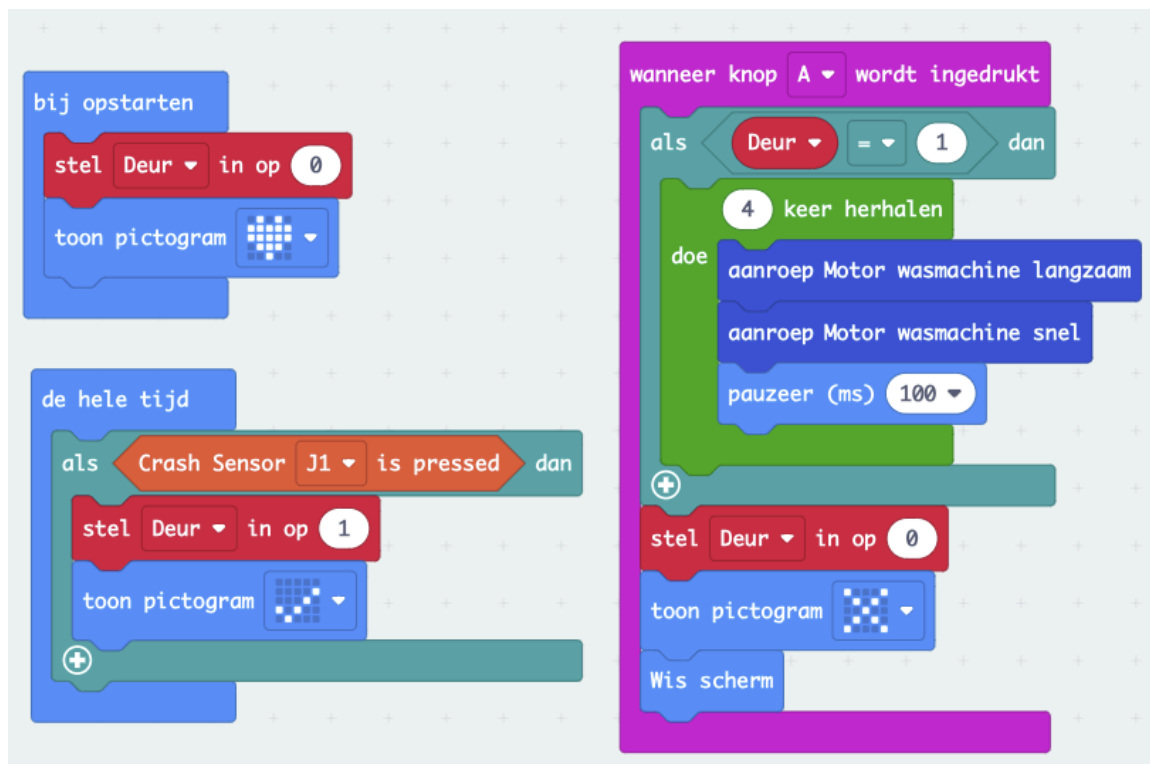 bij opstarten
stel Deur in op 0
toon pictogram
de hele tijd
als Crash Sensor J1 is pressed dan
stel Deur in op 1
toon pictogram
wanneer knop A wordt ingedrukt
als Deur = 1 dan
4 keer herhalen
doe
aanroep Motor wasmachine langzaam
aanroep Motor wasmachine snel
pauzeer (ms) 100
stel Deur in op 0
toon pictogram
Wis scherm